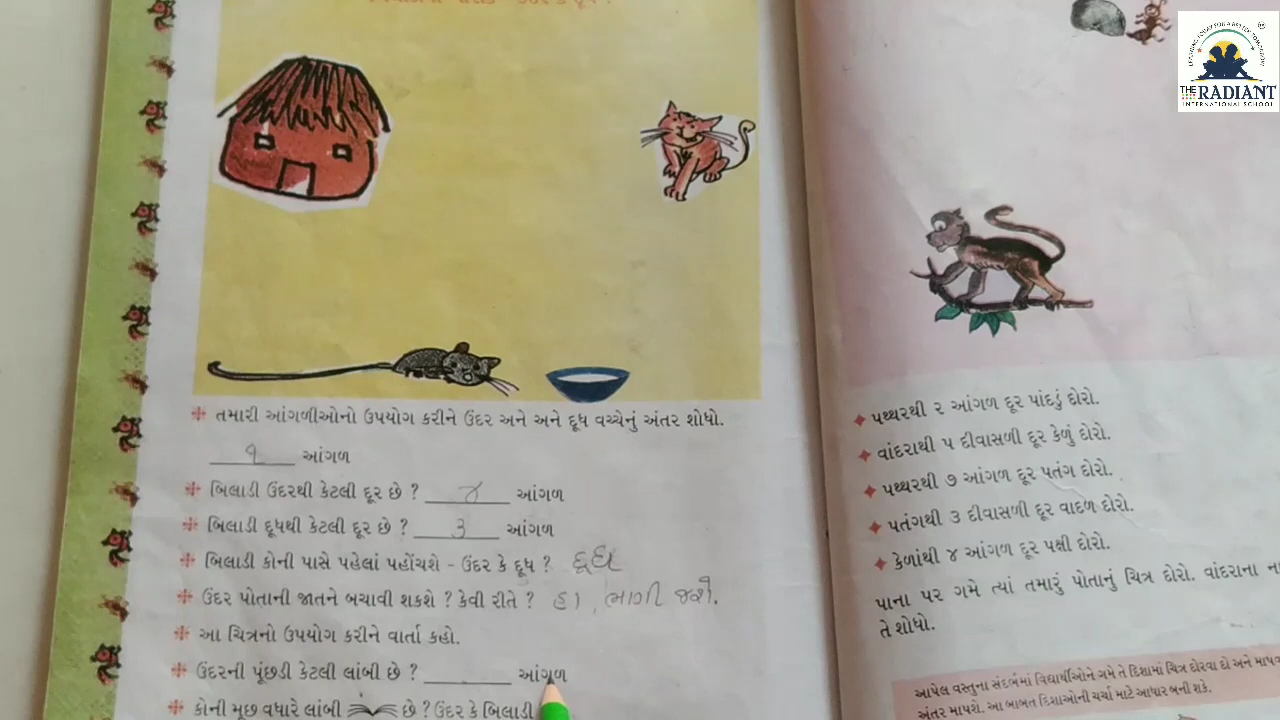 તમારી આંગળીઓનો ઉપયોગ કરીને ઉંદર અને અને દૂધ વચ્ચેનું અંતર શોધો.
૧ આંગળ
બિલાડી ઉંદરથી કેટલી દૂર છે ? ૪ આંગળ
બિલાડી દૂધથી કેટલી દૂર છે ? ૩ આંગળ
બિલાડી કોની પાસે પહેલાં પહોંચશે - ઉંદર કે દૂધ ? દૂધ
ઉંદર પોતાની જાતને બચાવી શકશે ? કેવી રીતે ? હા, ભાગી જશે.
આ ચિત્રનો ઉપયોગ કરીને વાર્તા કહો.
ઉંદરની પૂંછડી કેટલી લાંબી છે ? ________ આંગળ
કોની મૂછ વધારે લાંબી છે ? ઉંદર કે બિલાડી
પથ્થરથી ૨ આંગળ દૂર પાંદડું દોરો.
વાંદરાથી ૫ દીવાસળી દૂર કેળું દોરો.
પથ્થરથી ૭ આંગળ દૂર પતંગ દોરો.
પતંગથી ૩ દીવાસળી દૂર વાદળ દોરો.
કેળાંથી ૪ આંગળ દૂર પક્ષી દોરો.
પાના પર ગમે ત્યાં તમારું પોતાનું ચિત્ર દોરો. વાંદરાના
તે શોધો.
આપેલ વસ્તુના સંદર્ભમાં વિદ્યાર્થીઓને ગમે તે દિશામાં ચિત્ર દોરવા દો અને
અંતર માપશે. આ બાબત દિશાઓની ચર્ચા માટે આધાર બની શકે.
THE RADIANT
INTERNATIONAL SCHOOL